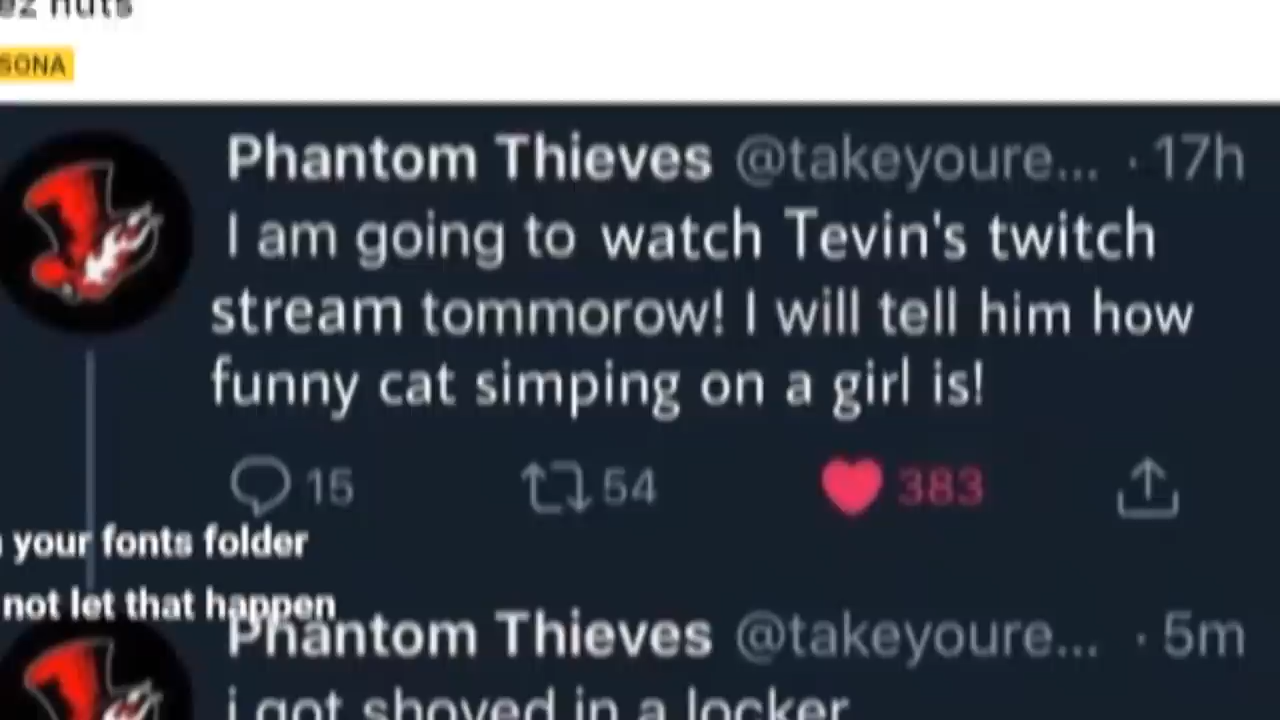 ez nuts
SONA
Phantom Thieves @takeyoure... · 17h
I am going to watch Tevin's twitch
stream tommorow! I will tell him how
funny cat simping on a girl is!
15 54 383
your fonts folder
not let that happen
Phantom Thieves @takeyoure... · 5m
i got shoved in a locker